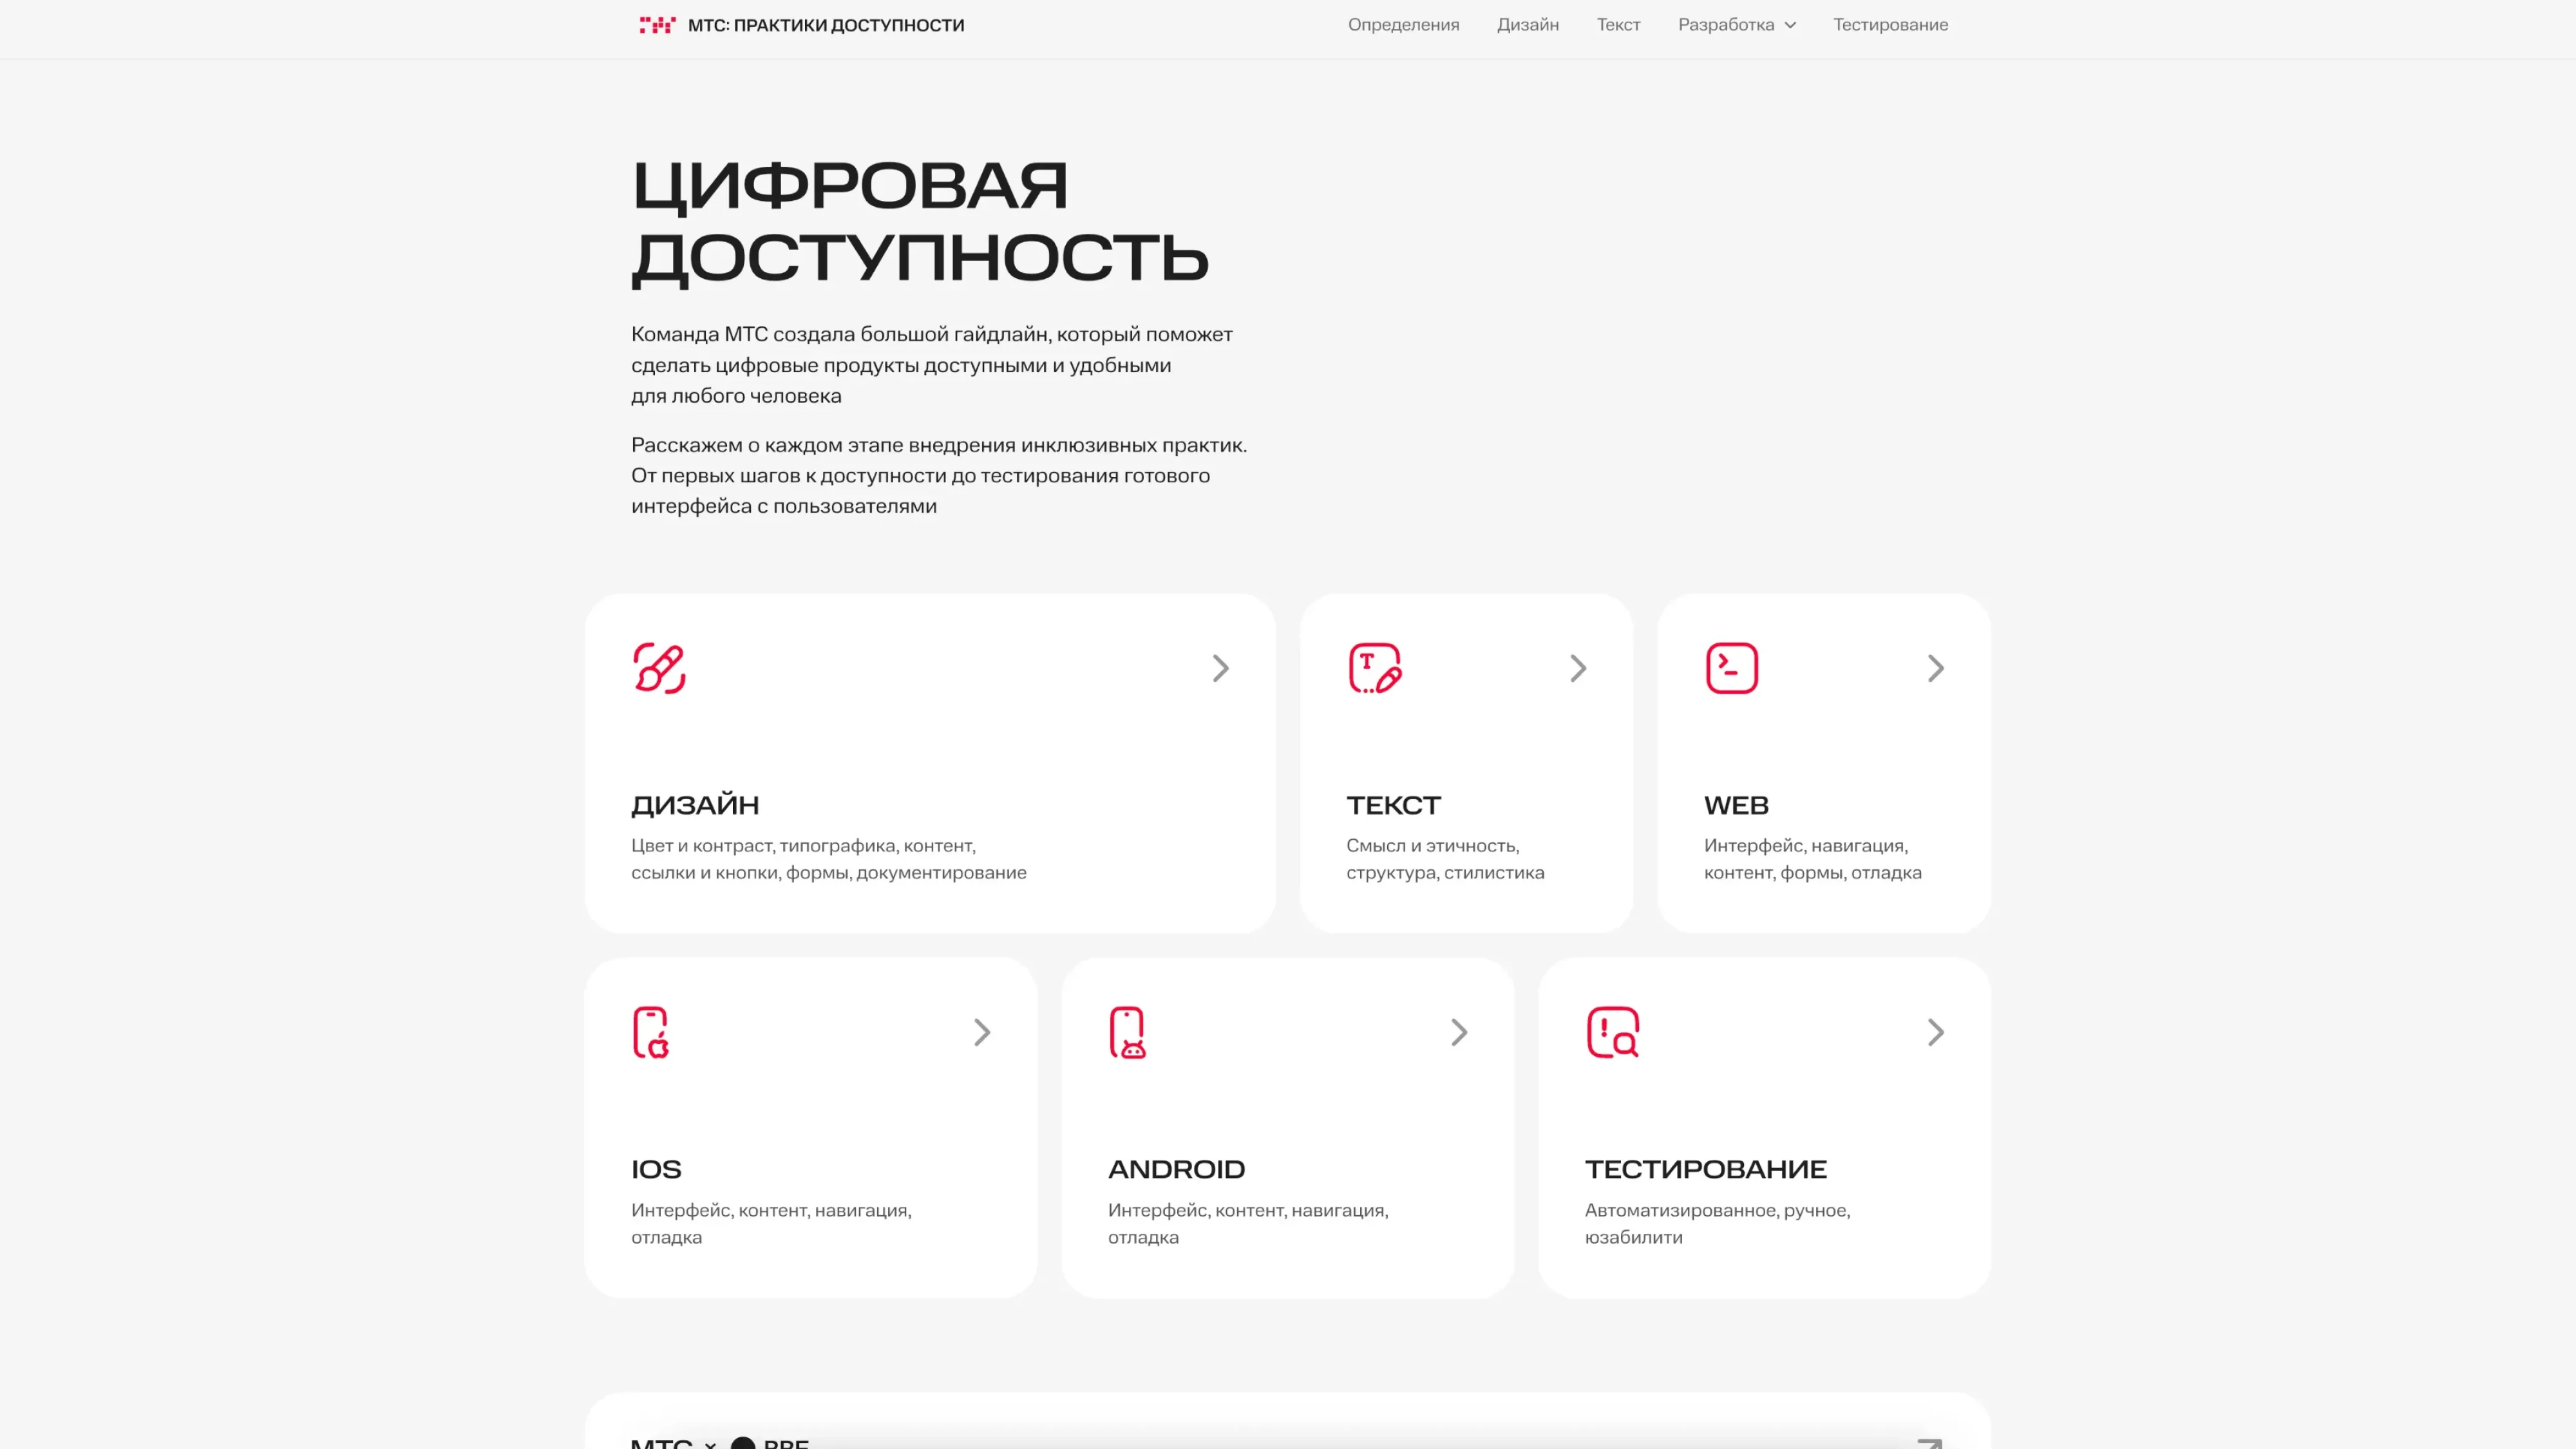 МТС: ПРАКТИКИ ДОСТУПНОСТИ
Определения
Дизайн
Текст
Разработка
Тестирование
ЦИФРОВАЯ
ДОСТУПНОСТЬ
Команда МТС создала большой гайдлайн, который поможет
сделать цифровые продукты доступными и удобными
для любого человека
Расскажем о каждом этапе внедрения инклюзивных практик.
От первых шагов к доступности до тестирования готового
интерфейса с пользователями
ДИЗАЙН
Цвет и контраст, типографика, контент,
ссылки и кнопки, формы, документирование
ТЕКСТ
Смысл и этичность,
структура, стилистика
WEB
Интерфейс, навигация,
контент, формы, отладка
IOS
Интерфейс, контент, навигация,
отладка
ANDROID
Интерфейс, контент, навигация,
отладка
ТЕСТИРОВАНИЕ
Автоматизированное, ручное,
юзабилити
МТС ×